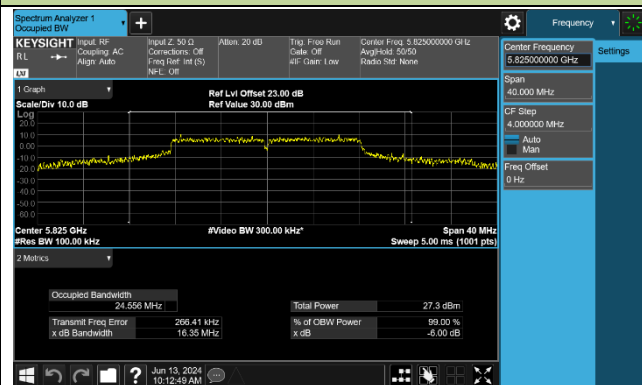 Spectrum Analyzer 1
Occupied BW
Frequency
KEYSIGHT
RL
LXI
Input: RF
Coupling: AC
Align: Auto
Input Z: 50 Ω
Corrections: Off
Freq Ref: Int (S)
NFE: Off
Atten: 20 dB
Trig: Free Run
Gate: Off
#IF Gain: Low
Center Freq: 5.825000000 GHz
Avg|Hold: 50/50
Radio Std: None
Center Frequency
5.825000000 GHz
Settings
Span
40.000 MHz
CF Step
4.000000 MHz
Auto
Man
Freq Offset
0 Hz
1 Graph
Scale/Div 10.0 dB
Ref Lvl Offset 23.00 dB
Ref Value 30.00 dBm
Log
20.0
10.0
0.00
-10.0
-20.0
-30.0
-40.0
-50.0
-60.0
Center 5.825 GHz
#Res BW 100.00 kHz
#Video BW 300.00 kHz*
Span 40 MHz
Sweep 5.00 ms (1001 pts)
2 Metrics
Occupied Bandwidth
24.556 MHz
Total Power 27.3 dBm
Transmit Freq Error 266.41 kHz
% of OBW Power 99.00 %
x dB Bandwidth 16.35 MHz
x dB -6.00 dB
Jun 13, 2024
10:12:49 AM